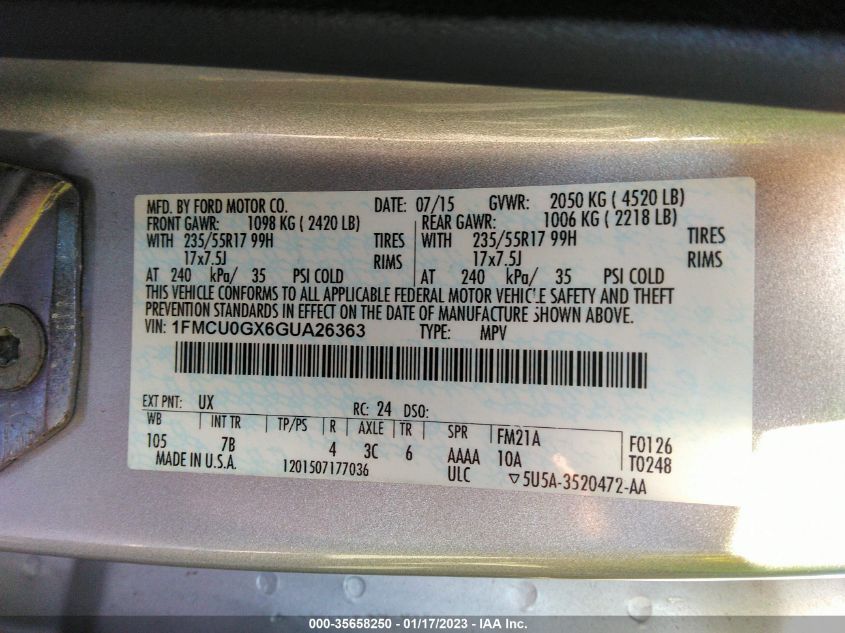 MFD. BY FORD MOTOR CO. DATE: 07/15 GVWR: 2050 KG ( 4520 LB)
FRONT GAWR: 1098 KG ( 2420 LB) REAR GAWR: 1006 KG ( 2218 LB)
WITH 235/55R17 99H TIRES WITH 235/55R17 99H TIRES
17x7.5J RIMS 17x7.5J RIMS
AT 240 kPa/ 35 PSI COLD AT 240 kPa/ 35 PSI COLD
THIS VEHICLE CONFORMS TO ALL APPLICABLE FEDERAL MOTOR VEHICLE SAFETY AND THEFT
PREVENTION STANDARDS IN EFFECT ON THE DATE OF MANUFACTURE SHOWN ABOVE.
VIN: 1FMCU0GX6GUA26363 TYPE: MPV
EXT PNT: UX RC: 24 DSO:
WB INT TR TP/PS R AXLE TR SPR FM21A F0126
105 7B 4 3C 6 AAAA 10A T0248
MADE IN U.S.A. 1201507177036 ULC ▽5U5A-3520472-AA
000-35658250 - 01/17/2023 - IAA Inc.